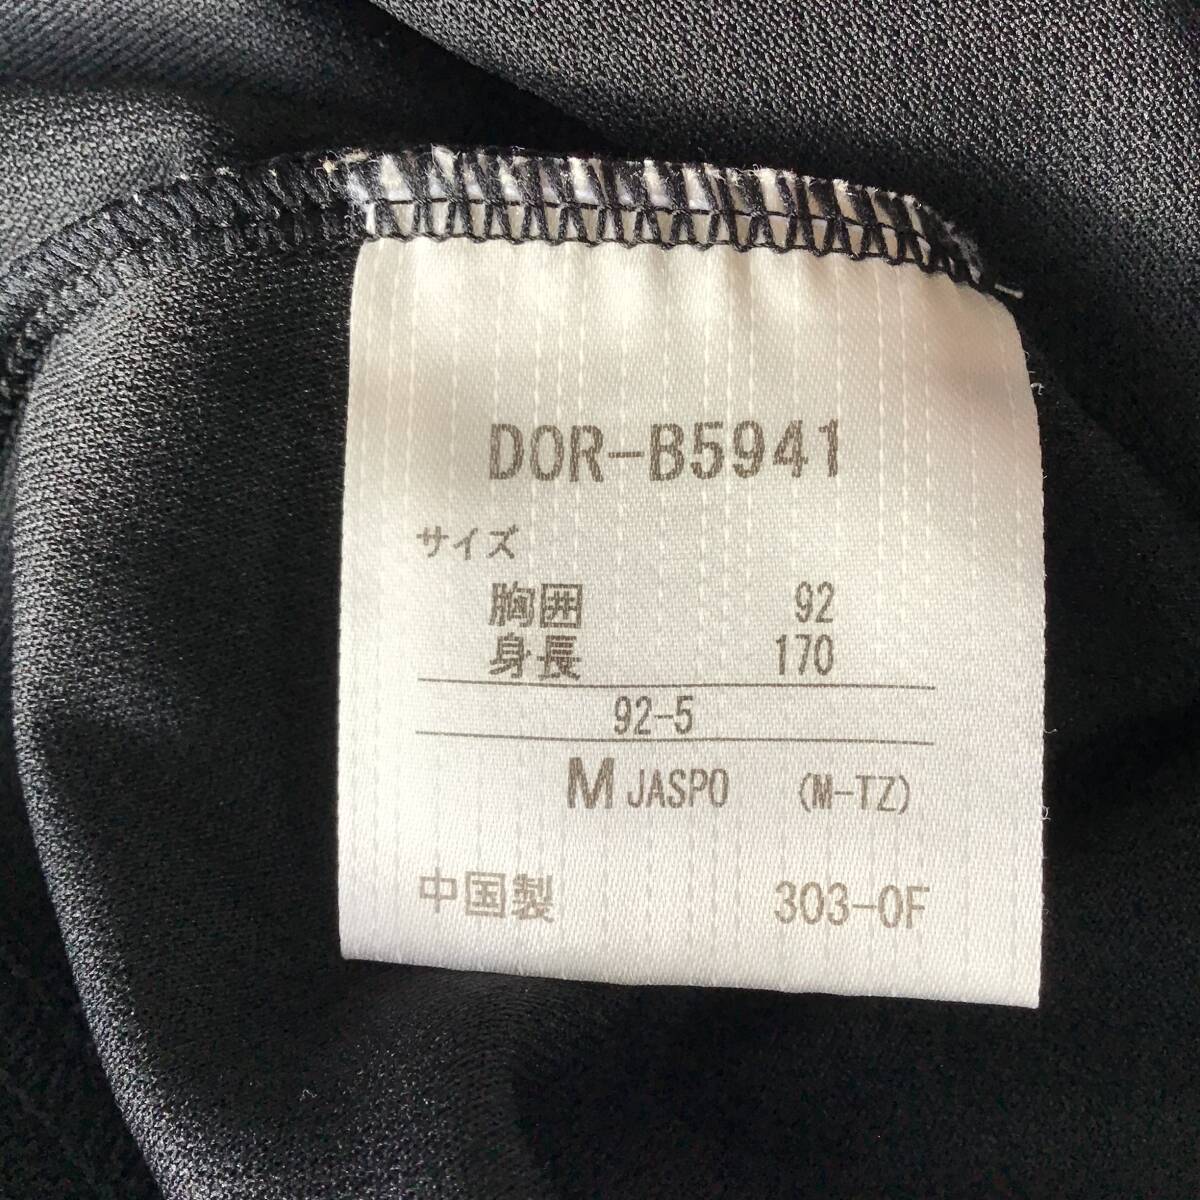 DOR-B5941
サイズ
胸囲 92
身長 170
92-5
M JASPO (M-TZ)
中国製 303-0F